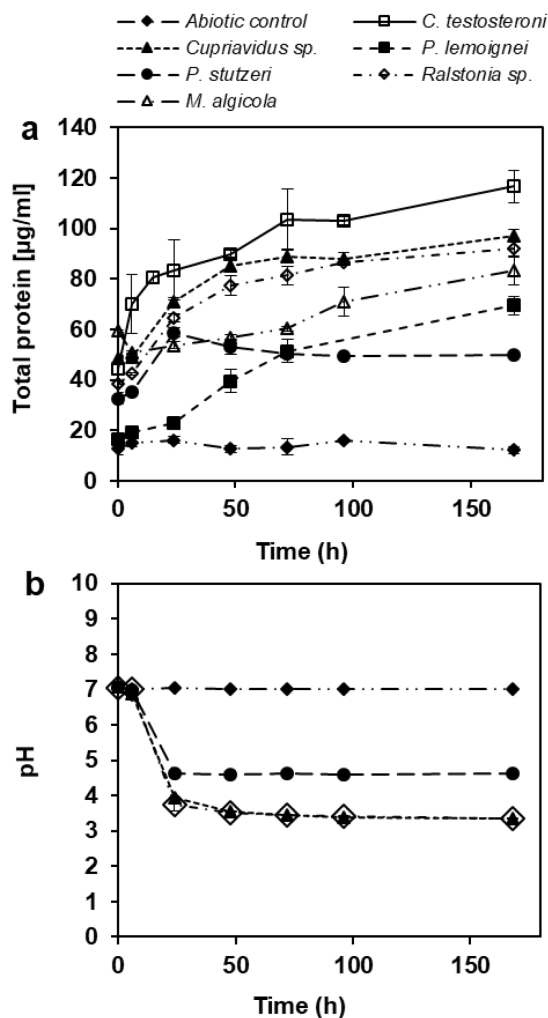 Abiotic control C. testosteroni
Cupriavidus sp. P. lemoignei
P. stutzeri Ralstonia sp.
M. algicola
a
140
120
100
80
60
40
20
0
Total protein [µg/ml]
0 50 100 150
Time (h)
b
10
9
8
7
6
5
4
3
2
1
0
pH
0 50 100 150
Time (h)